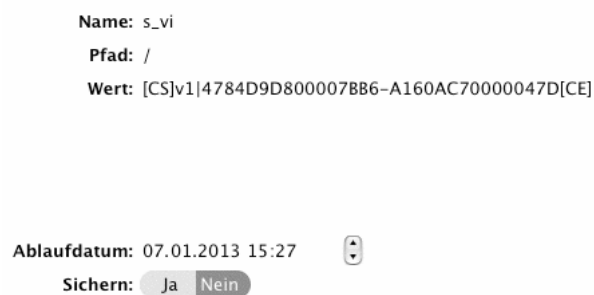 Name: s_vi
Pfad: /
Wert: [CS]v1|4784D9D800007BB6-A160AC70000047D[CE]
Ablaufdatum: 07.01.2013 15:27
Sichern: Ja Nein